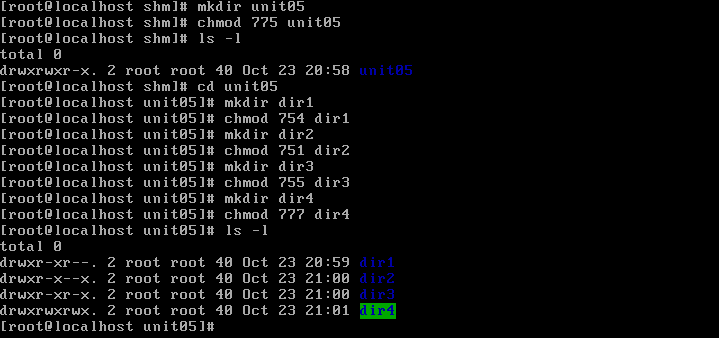 [root@localhost shm]# mkdir unit05
[root@localhost shm]# chmod 775 unit05
[root@localhost shm]# ls -l
total 0
drwxrwxr-x. 2 root root 40 Oct 23 20:58 unit05
[root@localhost shm]# cd unit05
[root@localhost unit05]# mkdir dir1
[root@localhost unit05]# chmod 754 dir1
[root@localhost unit05]# mkdir dir2
[root@localhost unit05]# chmod 751 dir2
[root@localhost unit05]# mkdir dir3
[root@localhost unit05]# chmod 755 dir3
[root@localhost unit05]# mkdir dir4
[root@localhost unit05]# chmod 777 dir4
[root@localhost unit05]# ls -l
total 0
drwxr-xr--. 2 root root 40 Oct 23 20:59 dir1
drwxr-x--x. 2 root root 40 Oct 23 21:00 dir2
drwxr-xr-x. 2 root root 40 Oct 23 21:00 dir3
drwxrwxrwx. 2 root root 40 Oct 23 21:01 dir4
[root@localhost unit05]#